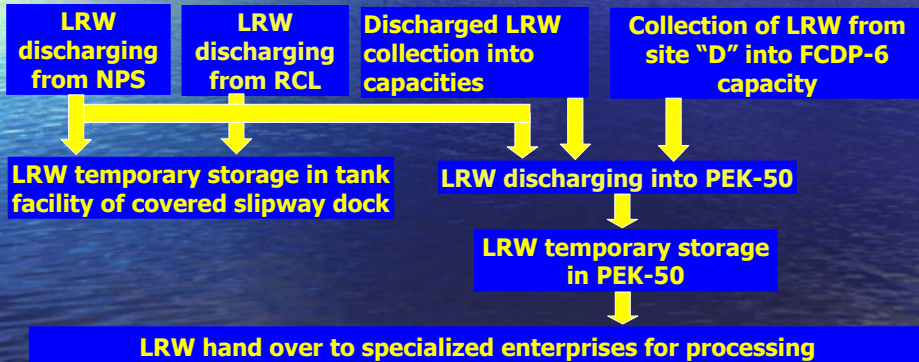 LRW
discharging
from NPS
LRW
discharging
from RCL
Discharged LRW
collection into
capacities
Collection of LRW from
site “D” into FCDP-6
capacity
LRW temporary storage in tank
facility of covered slipway dock
LRW discharging into PEK-50
LRW temporary storage
in PEK-50
LRW hand over to specialized enterprises for processing